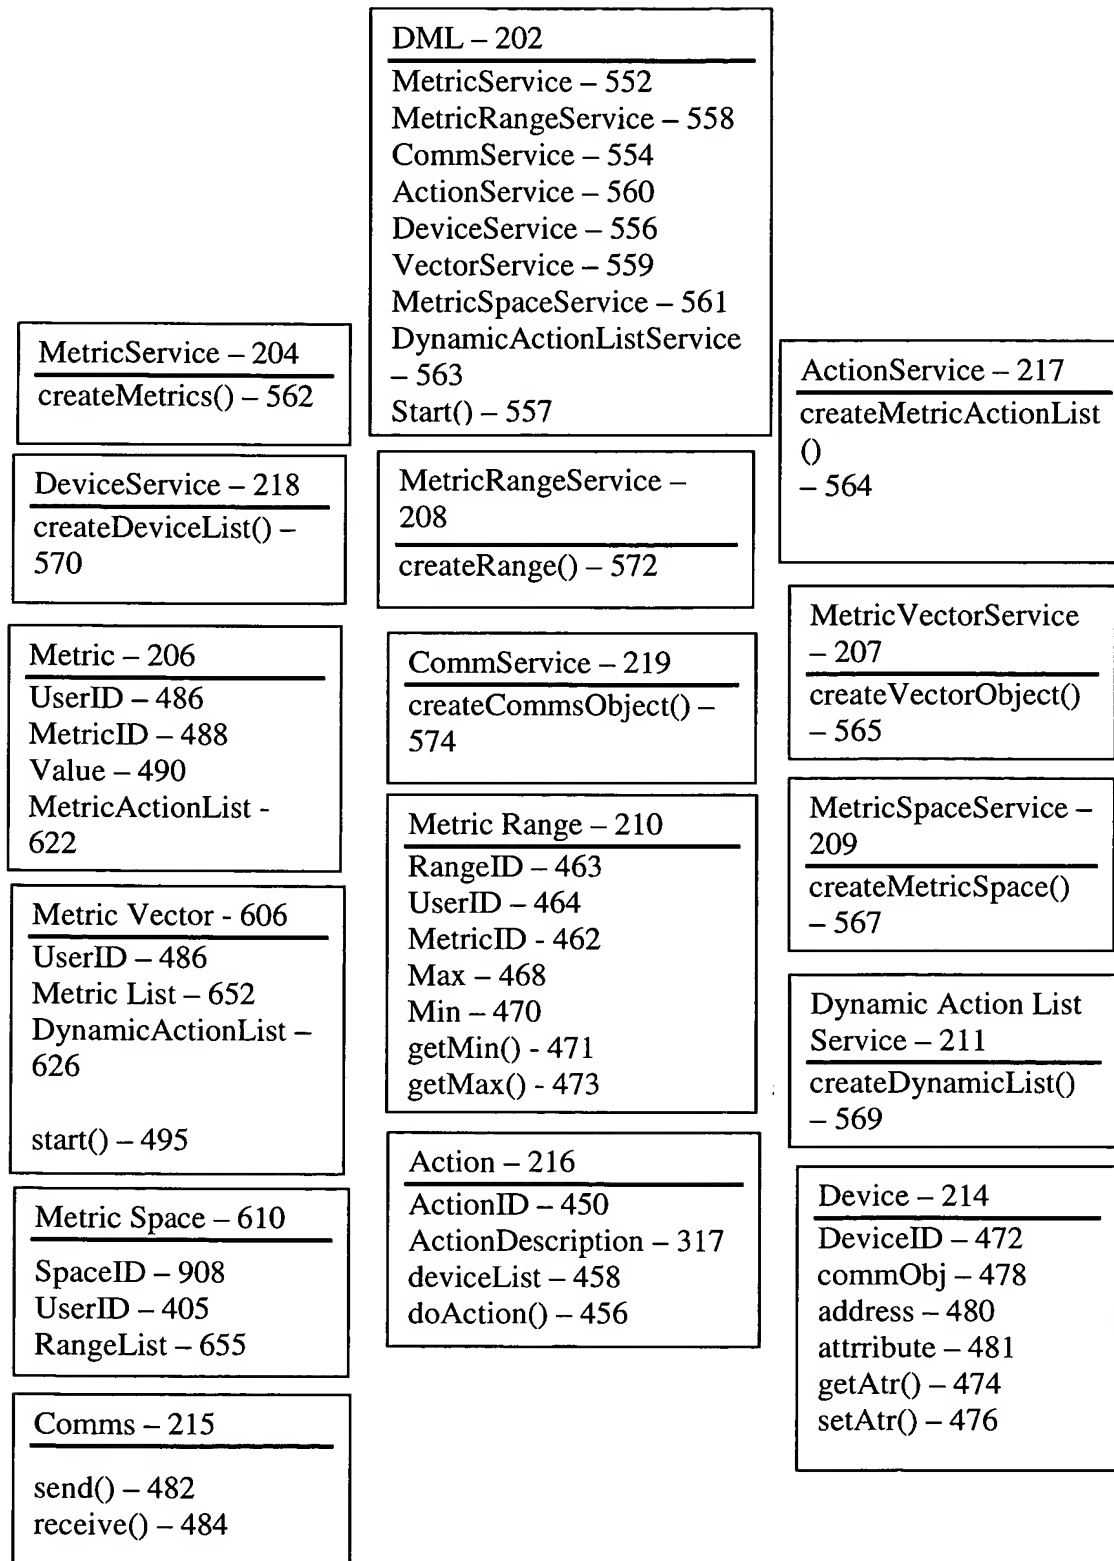 DML – 202
MetricService – 552
MetricRangeService – 558
CommService – 554
ActionService – 560
DeviceService – 556
VectorService – 559
MetricSpaceService – 561
DynamicActionListService
– 563
Start() – 557
MetricService – 204
createMetrics() – 562
ActionService – 217
createMetricActionList
()
– 564
DeviceService – 218
createDeviceList() –
570
MetricRangeService –
208
createRange() – 572
MetricVectorService
– 207
createVectorObject()
– 565
Metric – 206
UserID – 486
MetricID – 488
Value – 490
MetricActionList -
622
CommService – 219
createCommsObject() –
574
MetricSpaceService –
209
createMetricSpace()
– 567
Metric Range – 210
RangeID – 463
UserID – 464
MetricID - 462
Max – 468
Min – 470
getMin() - 471
getMax() - 473
Metric Vector - 606
UserID – 486
Metric List – 652
DynamicActionList –
626
start() – 495
Dynamic Action List
Service – 211
createDynamicList()
– 569
Action – 216
ActionID – 450
ActionDescription – 317
deviceList – 458
doAction() – 456
Device – 214
DeviceID – 472
commObj – 478
address – 480
attrribute – 481
getAtr() – 474
setAtr() – 476
Metric Space – 610
SpaceID – 908
UserID – 405
RangeList – 655
Comms – 215
send() – 482
receive() – 484